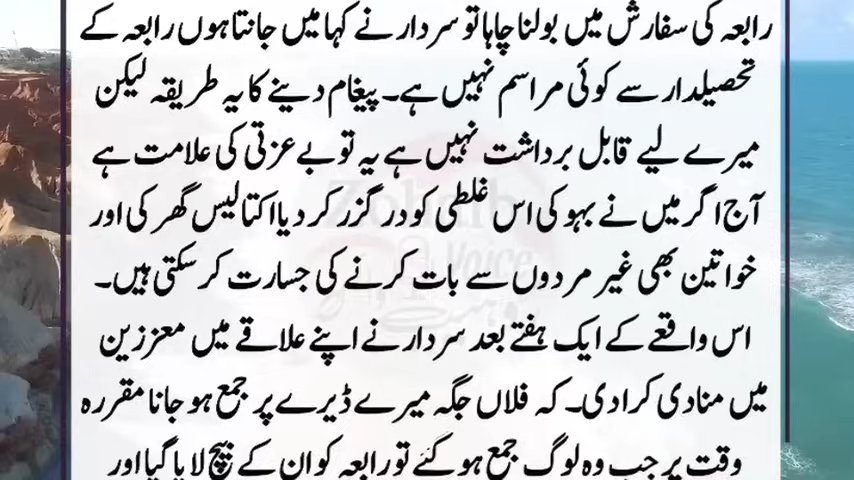 رابعہ کی سفارش میں بولنا چاہا تو سردار نے کہا میں جانتا ہوں رابعہ کے
تحصیلدار سے کوئی مراسم نہیں ہے۔ پیغام دینے کا یہ طریقہ لیکن
میرے لیے قابل برداشت نہیں ہے یہ تو بے عزتی کی علامت ہے
آج اگر میں نے بہو کی اس غلطی کو درگزر کر دیا اکتالیس گھر کی اور
خواتین بھی غیر مردوں سے بات کرنے کی جسارت کر سکتی ہیں۔
اس واقعے کے ایک ہفتے بعد سردار نے اپنے علاقے میں معززین
میں منادی کرا دی۔ کہ فلاں جگہ میرے ڈیرے پر جمع ہو جانا مقررہ
وقت پر جب وہ لوگ جمع ہو گئے تو رابعہ کو ان کے بیچ لایا گیا اور
Zohaib
Voice